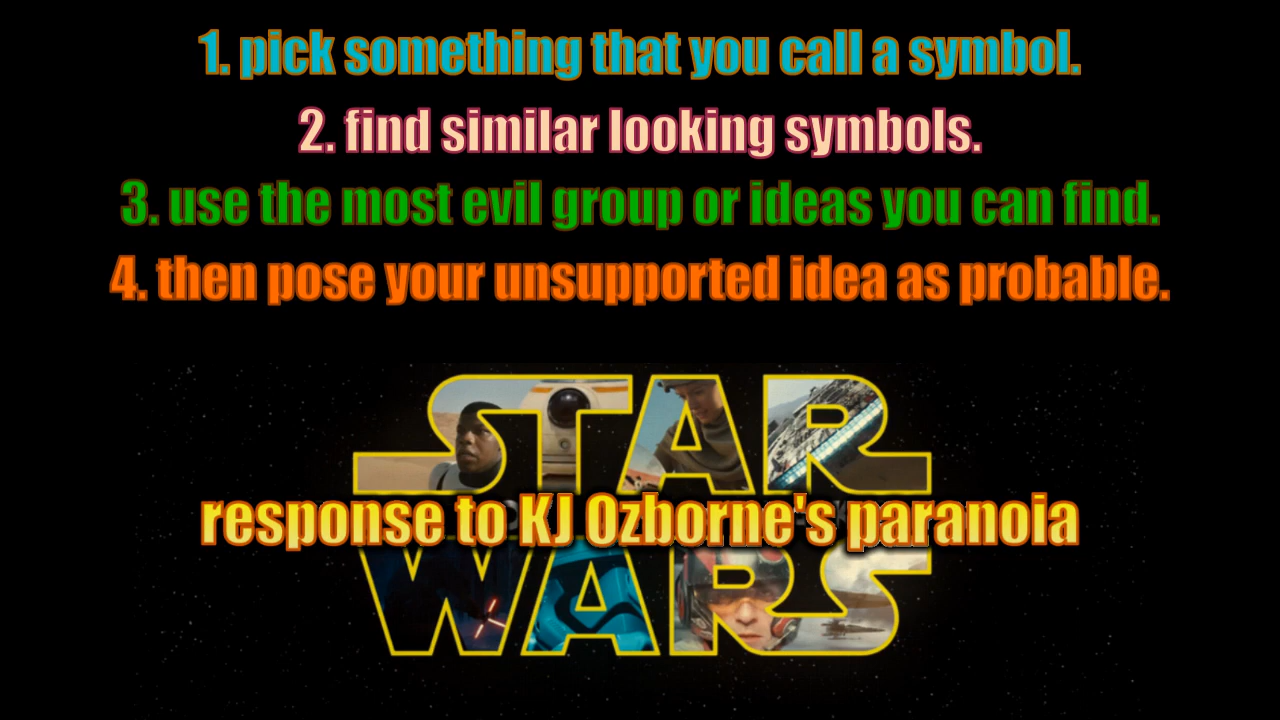 1. pick something that you call a symbol.
2. find similar looking symbols.
3. use the most evil group or ideas you can find.
4. then pose your unsupported idea as probable.
STAR
response to KJ Ozborne's paranoia
WARS